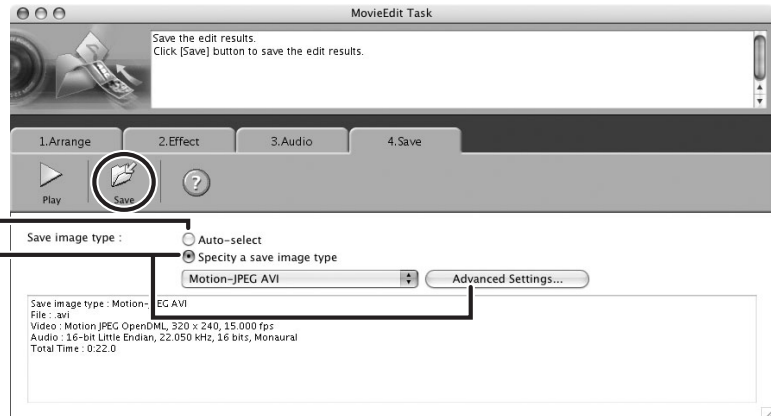 MovieEdit Task
Save the edit results.
Click [Save] button to save the edit results.
1.Arrange
2.Effect
3.Audio
4.Save
Play
Save
?
Save image type :
Auto-select
Specify a save image type
Motion-JPEG AVI
Advanced Settings...
Save image type : Motion-JPEG AVI
File : .avi
Video : Motion JPEG OpenDML, 320 x 240, 15.000 fps
Audio : 16-bit Little Endian, 22.050 kHz, 16 bits, Monaural
Total Time : 0:22.0